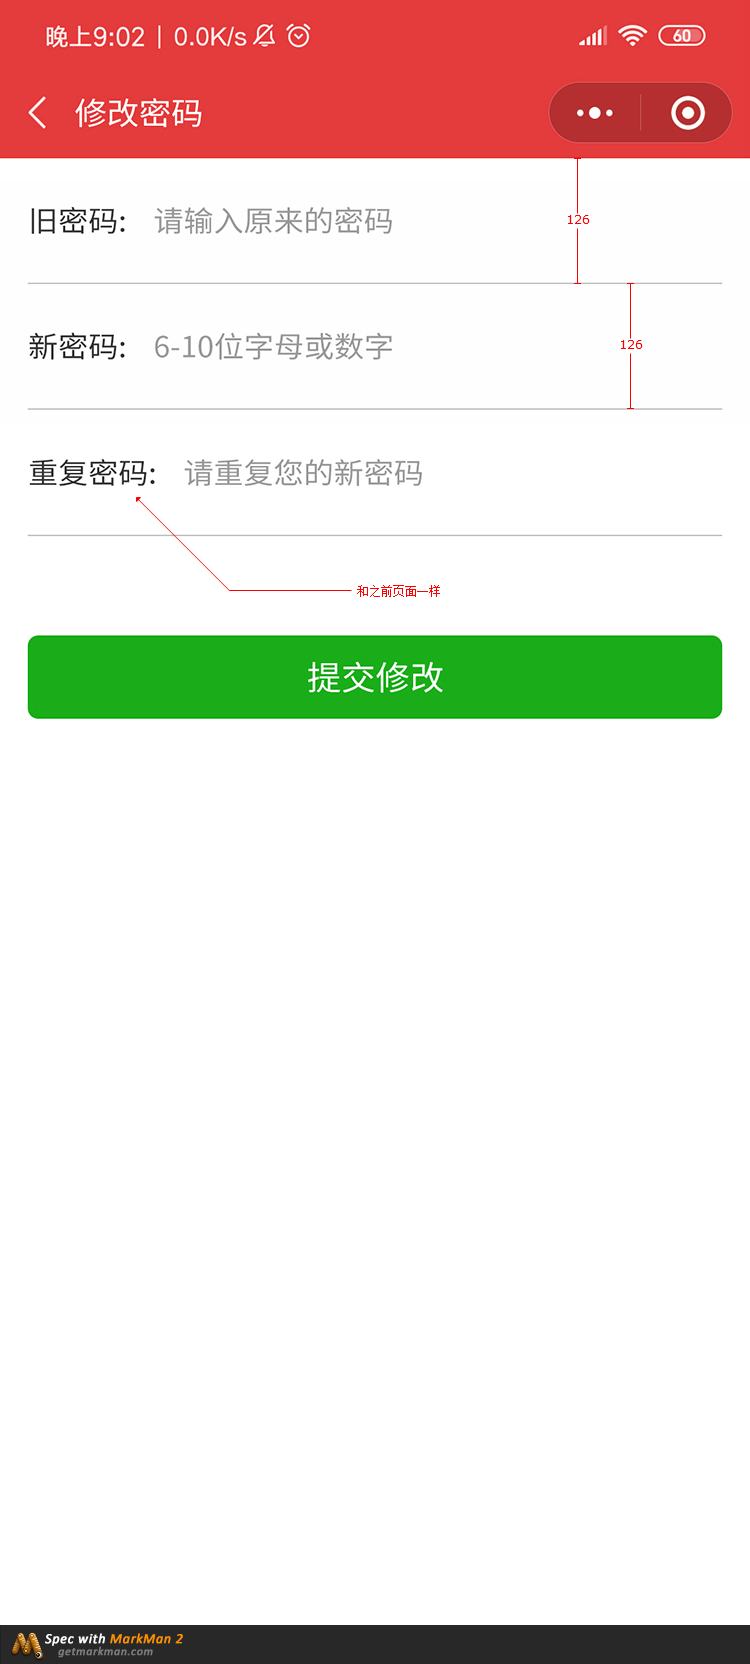 晚上9:02 | 0.0K/s 60
修改密码
旧密码: 请输入原来的密码
126
新密码: 6-10位字母或数字
126
重复密码: 请重复您的新密码
和之前页面一样
提交修改
Spec with MarkMan 2
getmarkman.com